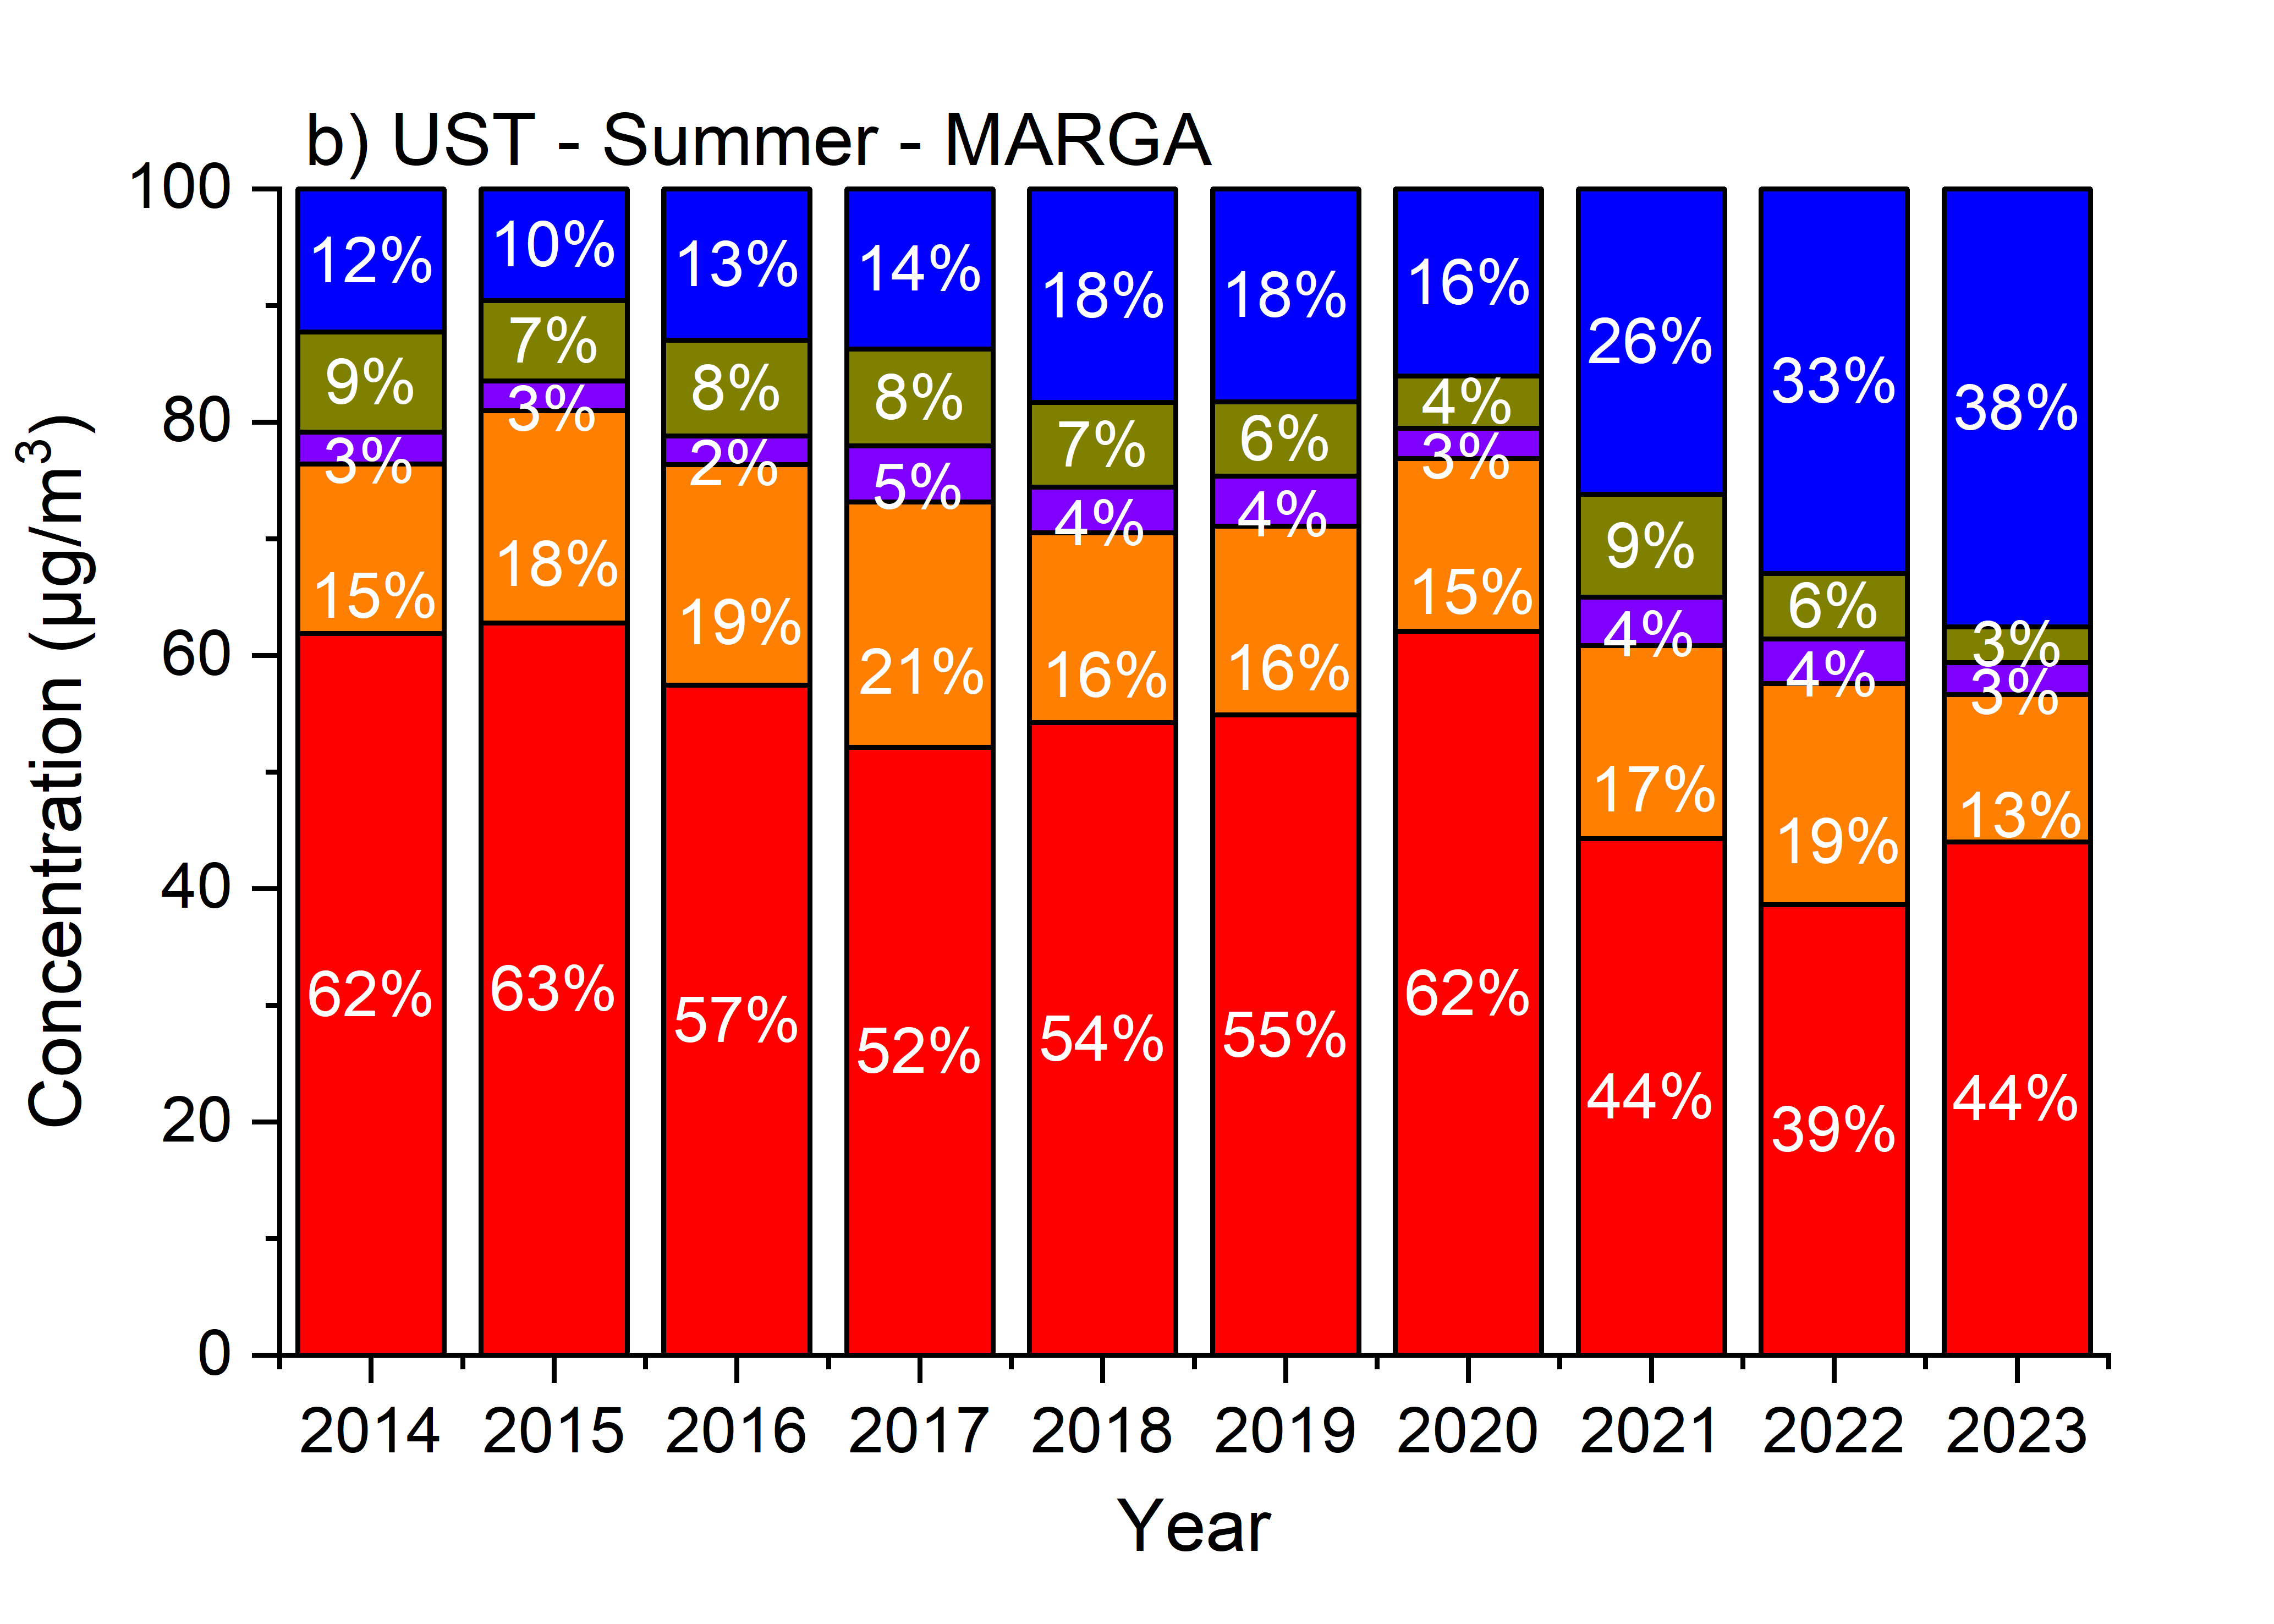 b) UST - Summer - MARGA
Concentration (µg/m³)
100
80
60
40
20
0
12% 10% 13% 14% 18% 18% 16% 26% 33% 38%
9% 7% 8% 8% 7% 6% 4% 9% 6% 3%
3% 3% 2% 5% 4% 4% 3% 4% 4% 3%
15% 18% 19% 21% 16% 16% 15% 17% 19% 13%
62% 63% 57% 52% 54% 55% 62% 44% 39% 44%
2014 2015 2016 2017 2018 2019 2020 2021 2022 2023
Year